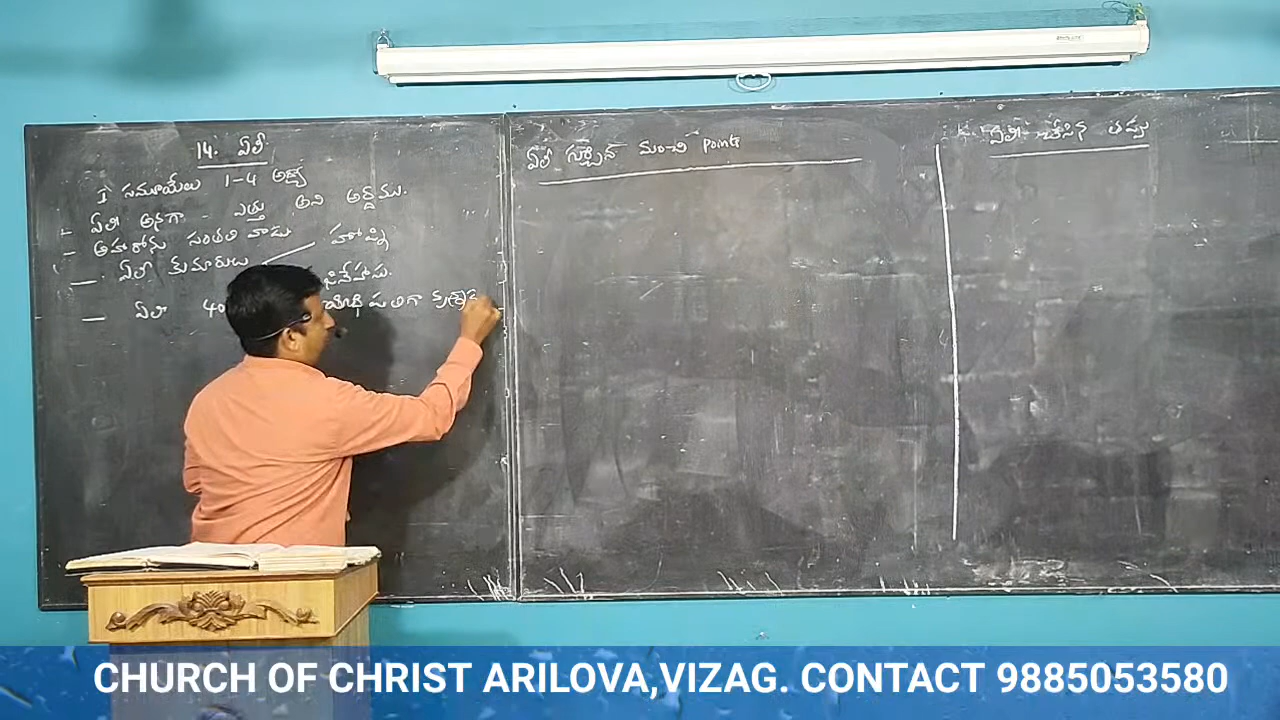 14. ఏలీ
I సమూయేలు 1-4 అధ్యా
- ఏలీ అనగా - ఎత్తు అని అర్థము.
- అహరోను సంతతి వాడు
- ఏలీ కుమారులు హోఫ్ని
ఫినేహాసు.
- ఏలీ 40
ఏలీ గుర్చిన మంచి points
ఏలీ చేసిన తప్పు
CHURCH OF CHRIST ARILOVA,VIZAG. CONTACT 9885053580